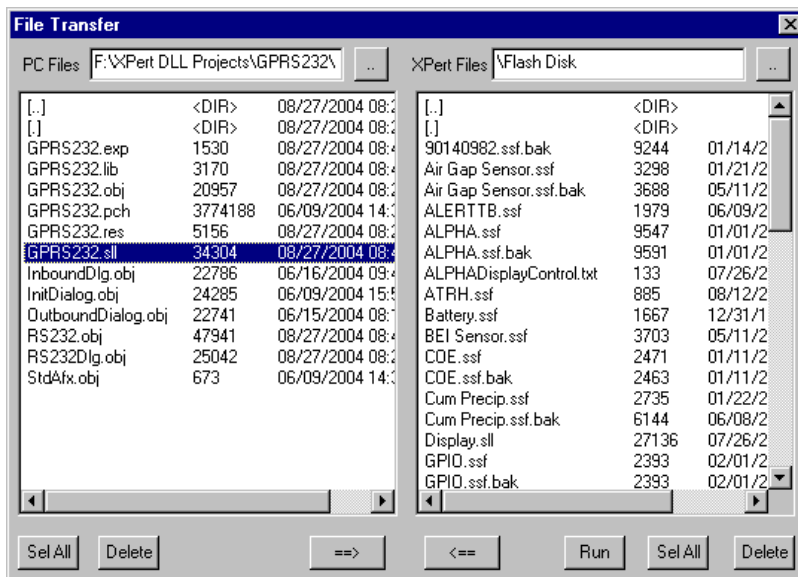 File Transfer
PC Files F:\XPert DLL Projects\GPRS232\ ..
XPert Files \Flash Disk ..
[..] <DIR> 08/27/2004 08:2
[.] <DIR> 08/27/2004 08:2
GPRS232.exp 1530 08/27/2004 08:4
GPRS232.lib 3170 08/27/2004 08:4
GPRS232.obj 20957 08/27/2004 08:2
GPRS232.pch 3774188 06/09/2004 14:3
GPRS232.res 5156 08/27/2004 08:2
GPRS232.sll 34304 08/27/2004 08:4
InboundDlg.obj 22786 06/16/2004 09:4
InitDialog.obj 24285 06/09/2004 15:5
OutboundDialog.obj 22741 06/15/2004 08:1
RS232.obj 47941 08/27/2004 08:4
RS232Dlg.obj 25042 08/27/2004 08:2
StdAfx.obj 673 06/09/2004 14:3
[..] <DIR>
[.] <DIR>
90140982.ssf.bak 9244 01/14/2
Air Gap Sensor.ssf 3298 01/21/2
Air Gap Sensor.ssf.bak 3688 05/11/2
ALERTTB.ssf 1979 06/09/2
ALPHA.ssf 9547 01/01/2
ALPHA.ssf.bak 9591 01/01/2
ALPHADisplayControl.txt 133 07/26/2
ATRH.ssf 885 08/12/2
Battery.ssf 1667 12/31/1
BEI Sensor.ssf 3703 05/11/2
COE.ssf 2471 01/11/2
COE.ssf.bak 2463 01/11/2
Cum Precip.ssf 2735 01/22/2
Cum Precip.ssf.bak 6144 06/08/2
Display.sll 27136 07/26/2
GPIO.ssf 2393 02/01/2
GPIO.ssf.bak 2393 02/01/2
Sel All Delete ==> <== Run Sel All Delete